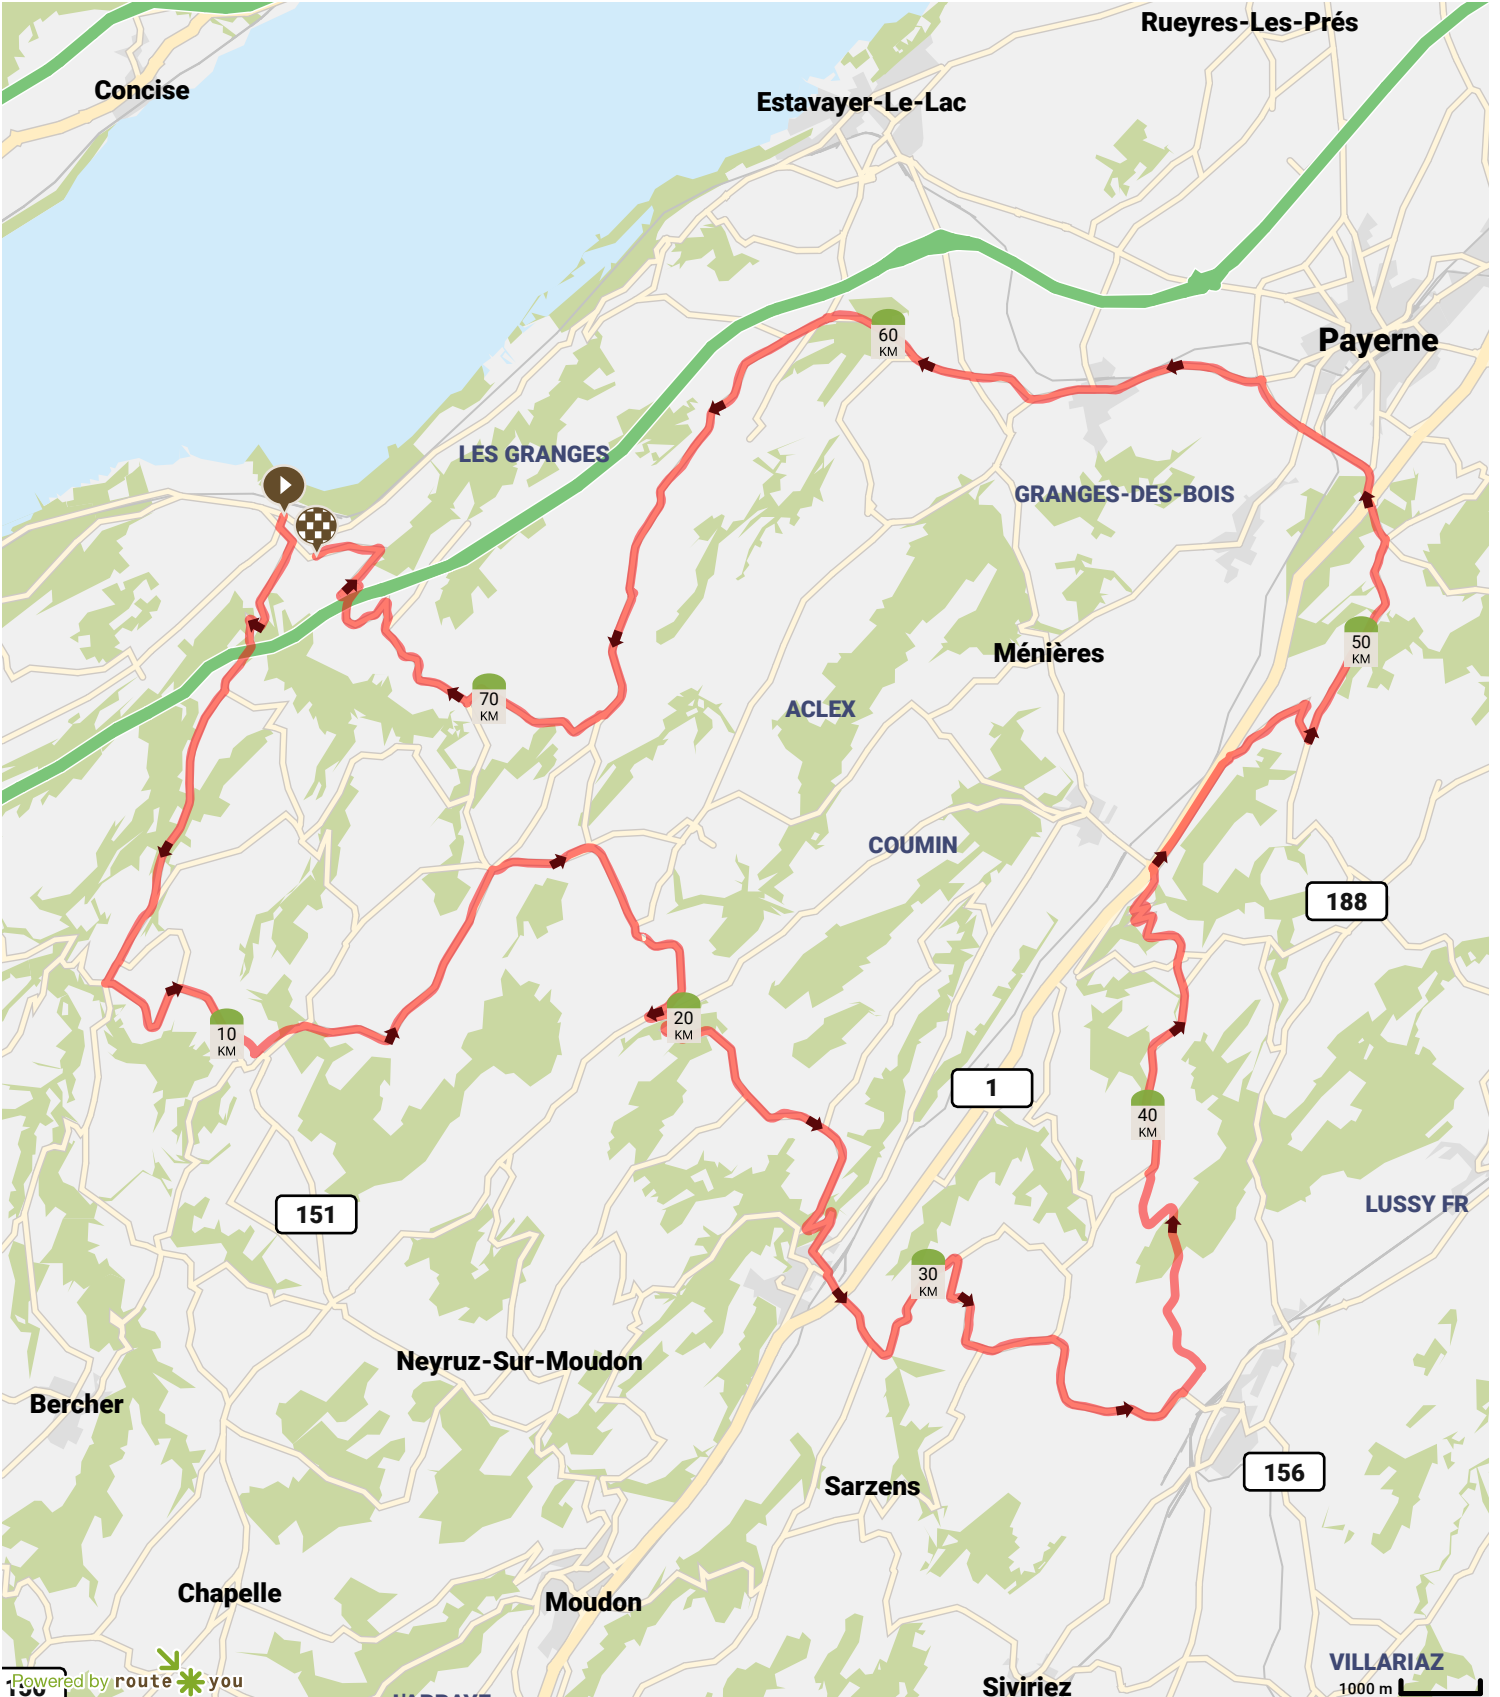 Rueyres-Les-Prés
Concise
Estavayer-Le-Lac
60
KM
Payerne
LES GRANGES
GRANGES-DES-BOIS
50
KM
Ménières
70
KM
ACLEX
COUMIN
188
20
KM
10
KM
1
40
KM
LUSSY FR
151
30
KM
Neyruz-Sur-Moudon
Bercher
156
Sarzens
Chapelle
Moudon
VILLARIAZ
Powered by route you
Siviriez
1000 m